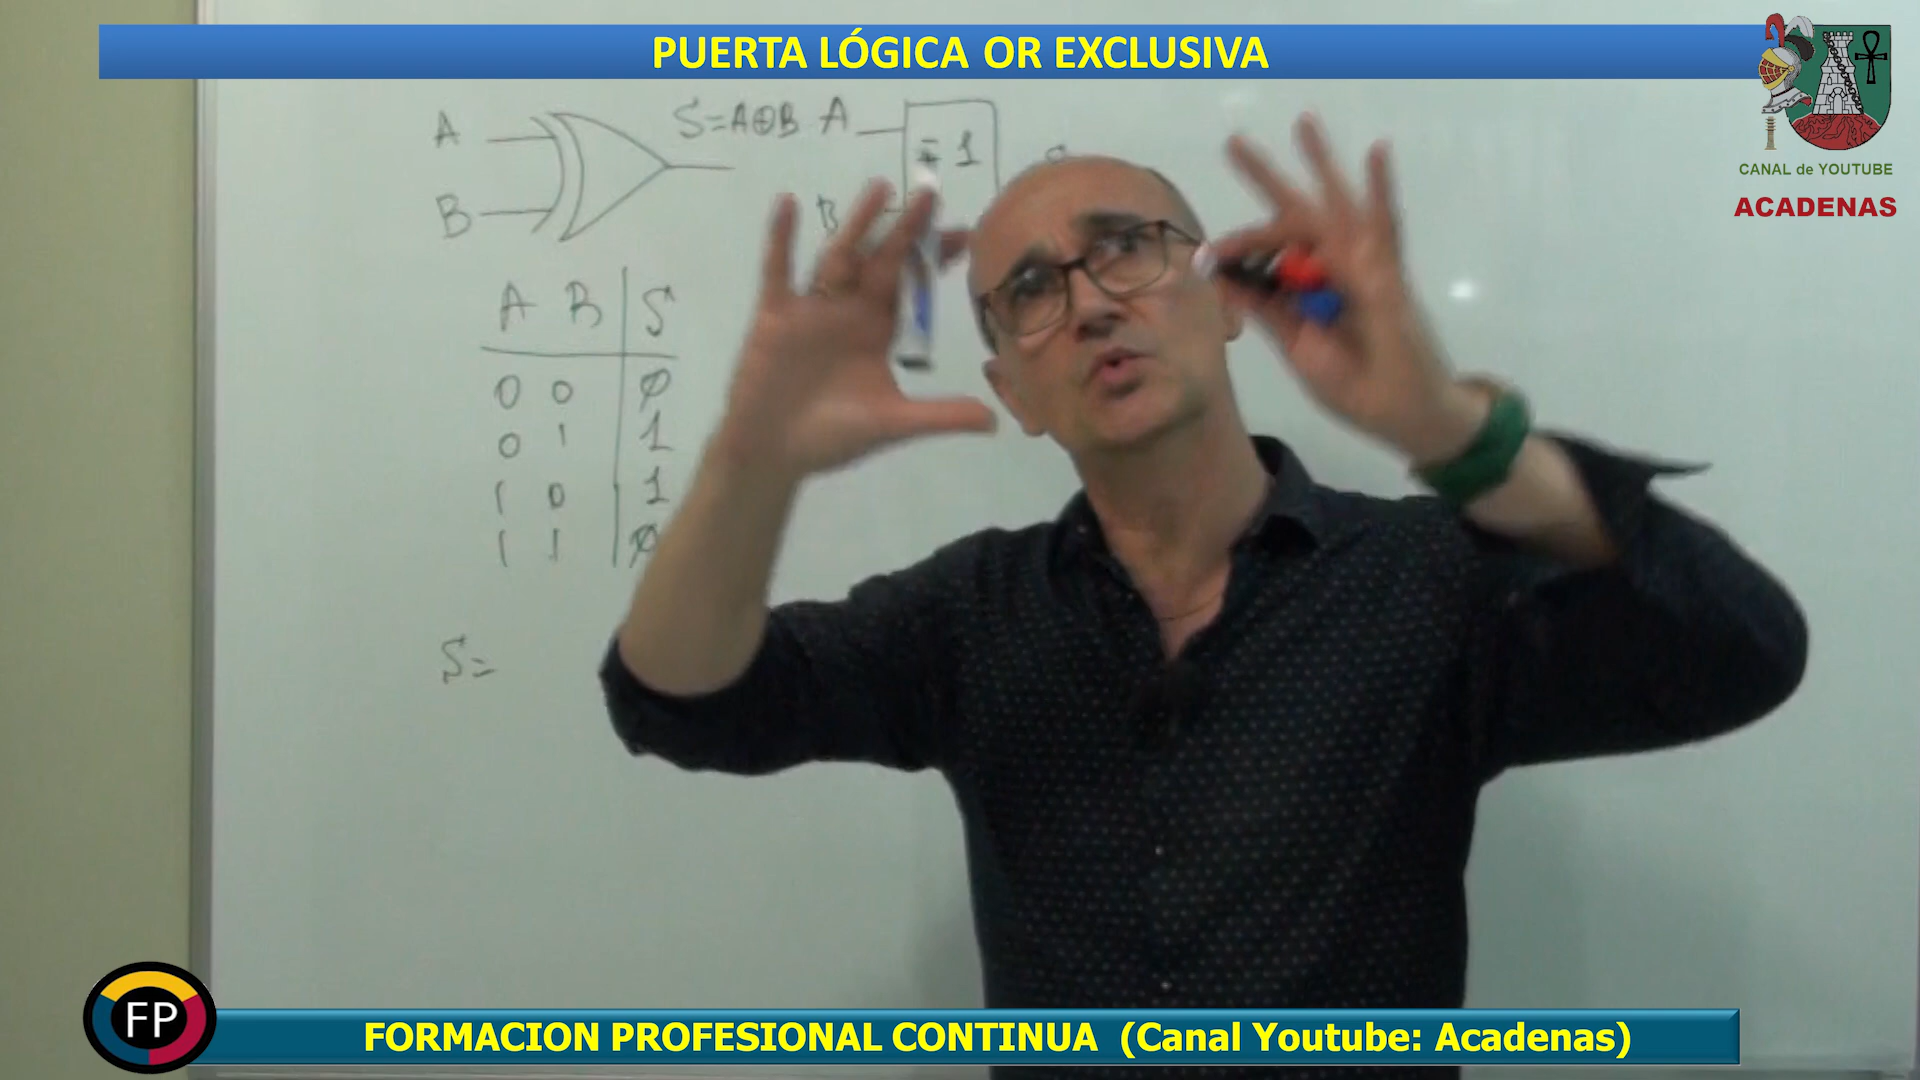 PUERTA LÓGICA OR EXCLUSIVA
CANAL de YOUTUBE
ACADENAS
A
S=A⊕B
A
=1
B
B
A B S
0 0 0
0 1 1
1 0 1
1 1 0
S=
FP
FORMACION PROFESIONAL CONTINUA (Canal Youtube: Acadenas)